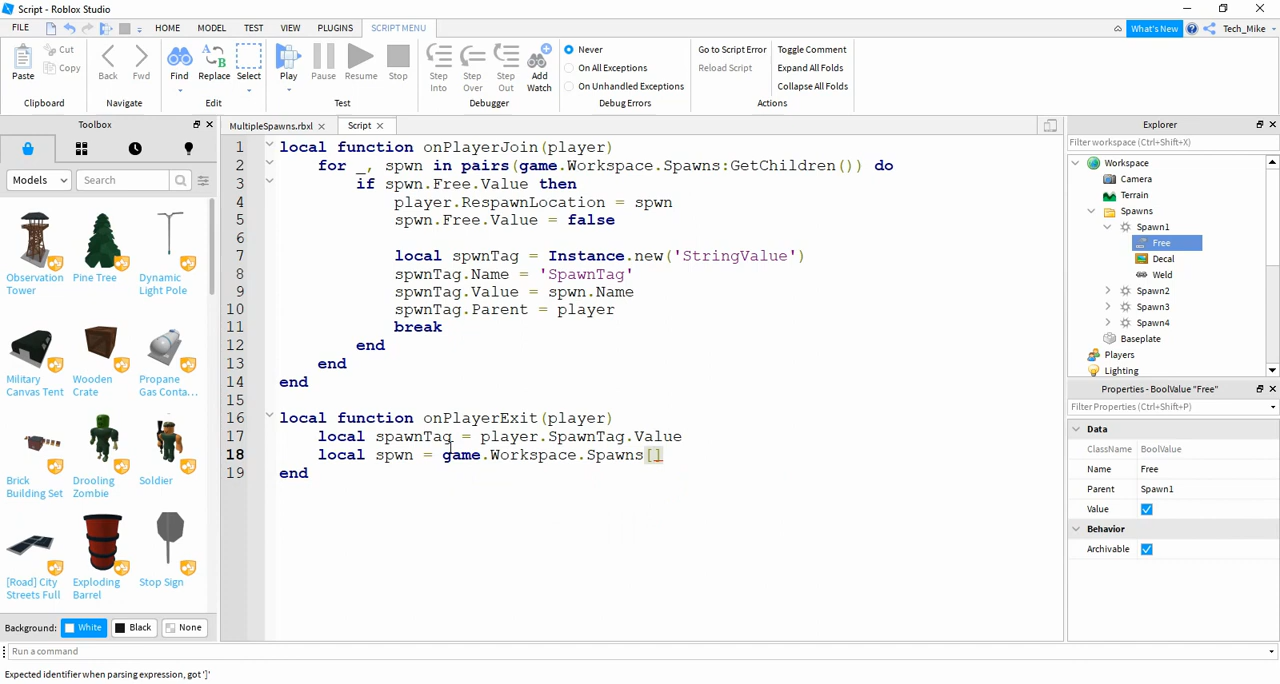 Script - Roblox Studio
FILE HOME MODEL TEST VIEW PLUGINS SCRIPT MENU What's New Tech_Mike
Paste Cut Copy Back Fwd Find Replace Select Play Pause Resume Stop Step Into Step Over Step Out Add Watch
Never
On All Exceptions
On Unhandled Exceptions
Go to Script Error
Reload Script
Toggle Comment
Expand All Folds
Collapse All Folds
Clipboard Navigate Edit Test Debugger Debug Errors Actions
Toolbox
Models Search
Observation Tower
Pine Tree
Dynamic Light Pole
Military Canvas Tent
Wooden Crate
Propane Gas Conta...
Brick Building Set
Drooling Zombie
Soldier
[Road] City Streets Full
Exploding Barrel
Stop Sign
Background: White Black None
MultipleSpawns.rbxl Script
1 local function onPlayerJoin(player)
2 for _, spwn in pairs(game.Workspace.Spawns:GetChildren()) do
3 if spwn.Free.Value then
4 player.RespawnLocation = spwn
5 spwn.Free.Value = false
6
7 local spwnTag = Instance.new('StringValue')
8 spwnTag.Name = 'SpawnTag'
9 spwnTag.Value = spwn.Name
10 spwnTag.Parent = player
11 break
12 end
13 end
14 end
15
16 local function onPlayerExit(player)
17 local spawnTag = player.SpawnTag.Value
18 local spwn = game.Workspace.Spawns[]
19 end
Explorer
Filter workspace (Ctrl+Shift+X)
Workspace
Camera
Terrain
Spawns
Spawn1
Free
Decal
Weld
Spawn2
Spawn3
Spawn4
Baseplate
Players
Lighting
Properties - BoolValue "Free"
Filter Properties (Ctrl+Shift+P)
Data
ClassName BoolValue
Name Free
Parent Spawn1
Value
Behavior
Archivable
Run a command
Expected identifier when parsing expression, got ']'